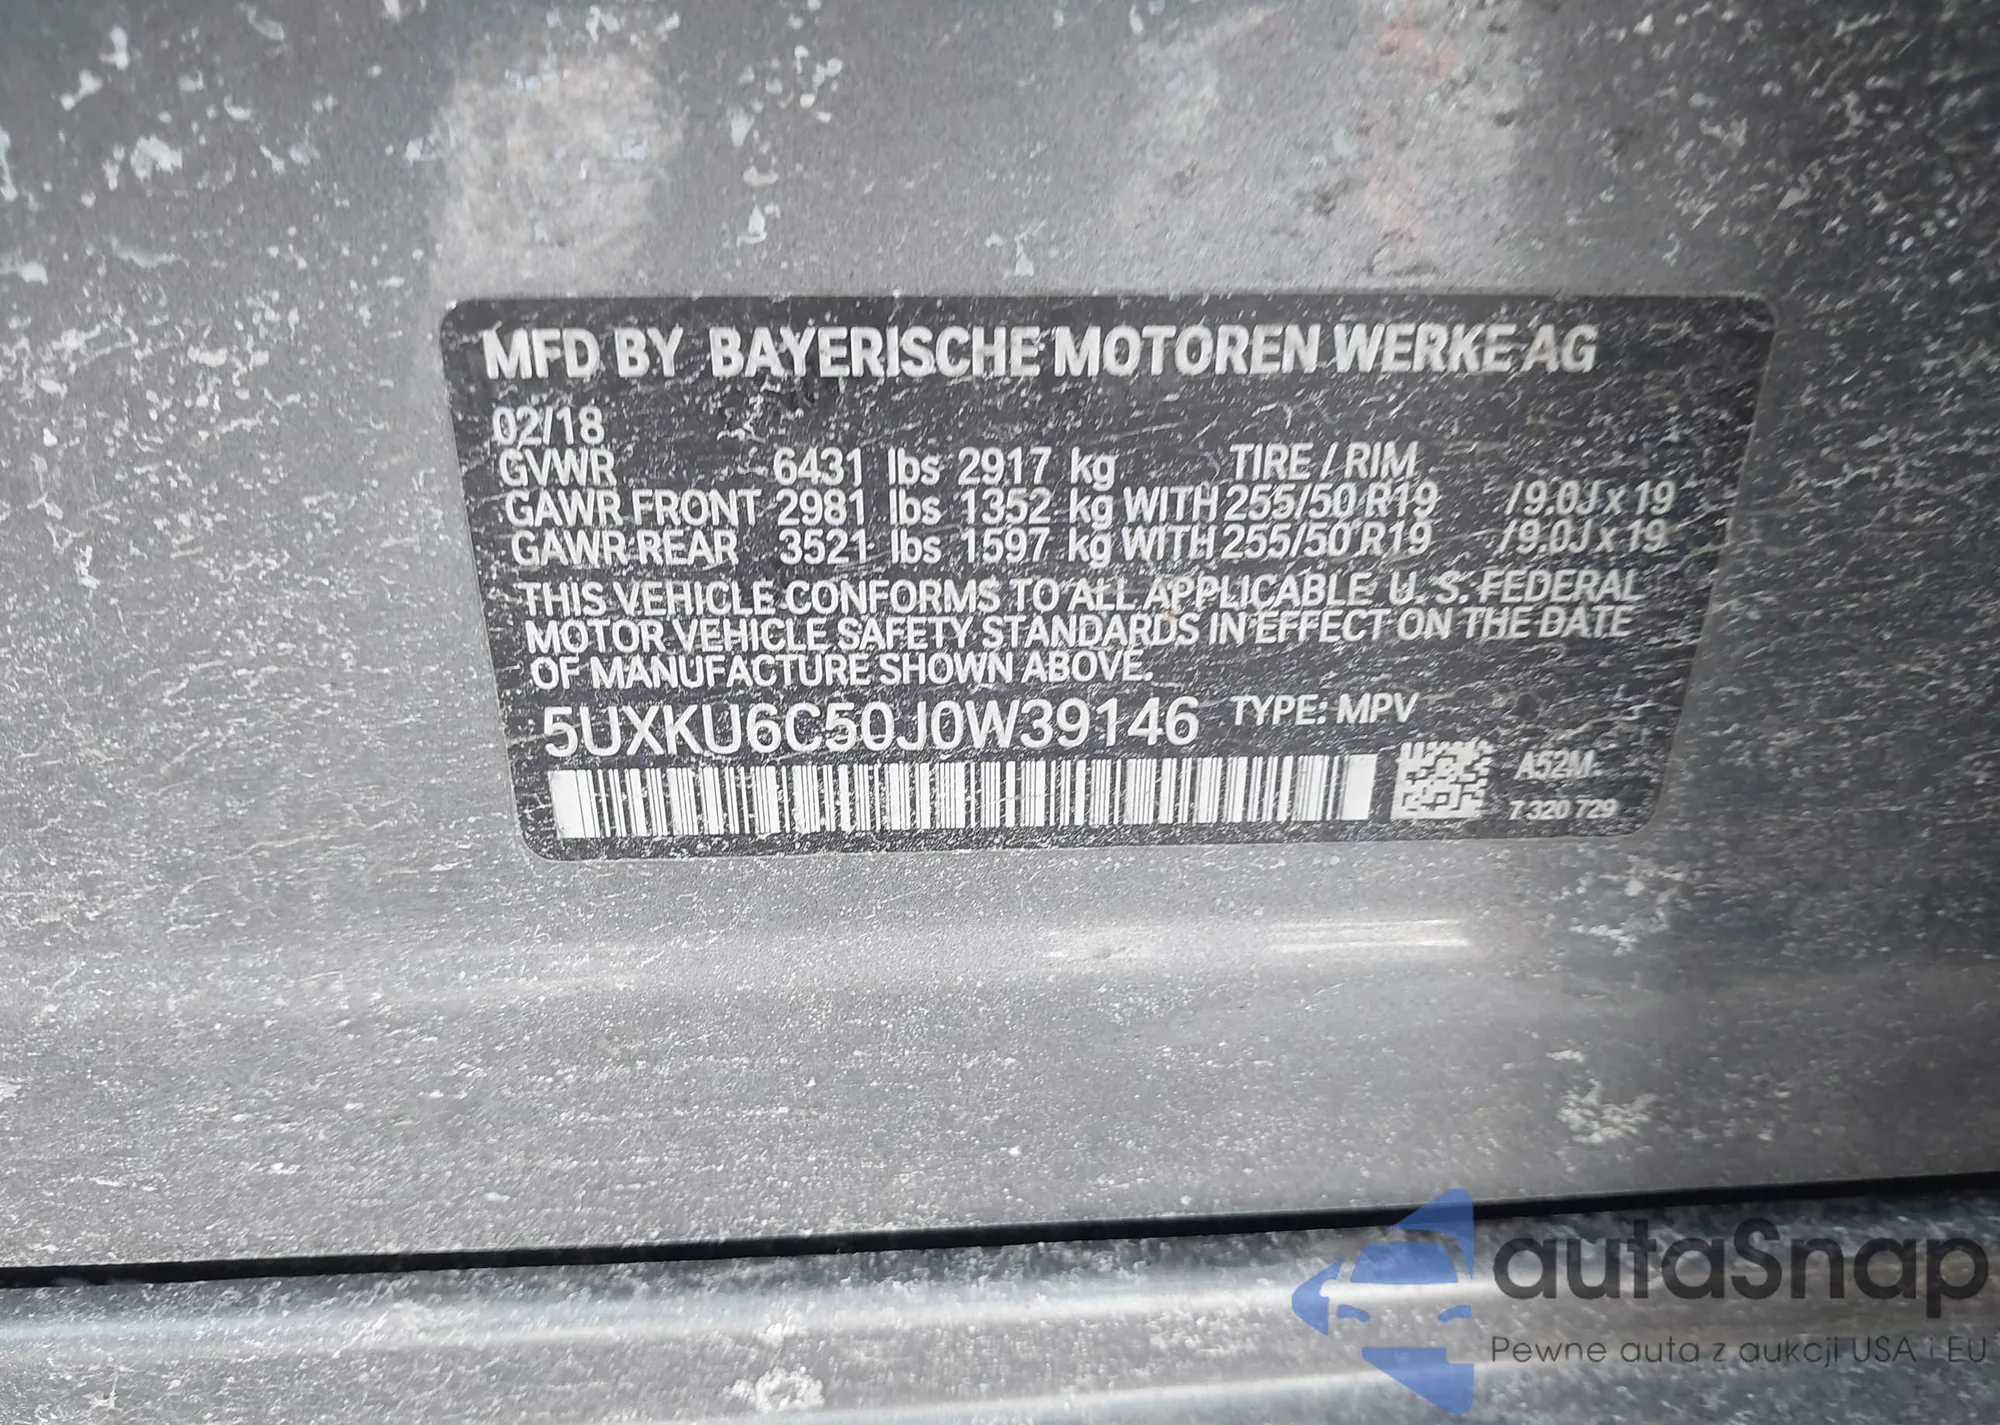 MFD BY BAYERISCHE MOTOREN WERKE AG
02/18
GVWR 6431 lbs 2917 kg TIRE / RIM
GAWR FRONT 2981 lbs 1352 kg WITH 255/50 R19 /9.0J x 19
GAWR REAR 3521 lbs 1597 kg WITH 255/50 R19 /9.0J x 19
THIS VEHICLE CONFORMS TO ALL APPLICABLE U. S. FEDERAL
MOTOR VEHICLE SAFETY STANDARDS IN EFFECT ON THE DATE
OF MANUFACTURE SHOWN ABOVE.
5UXKU6C50J0W39146 TYPE: MPV
A52M
7 320 729
autaSnap
Pewne auta z aukcji USA i EU